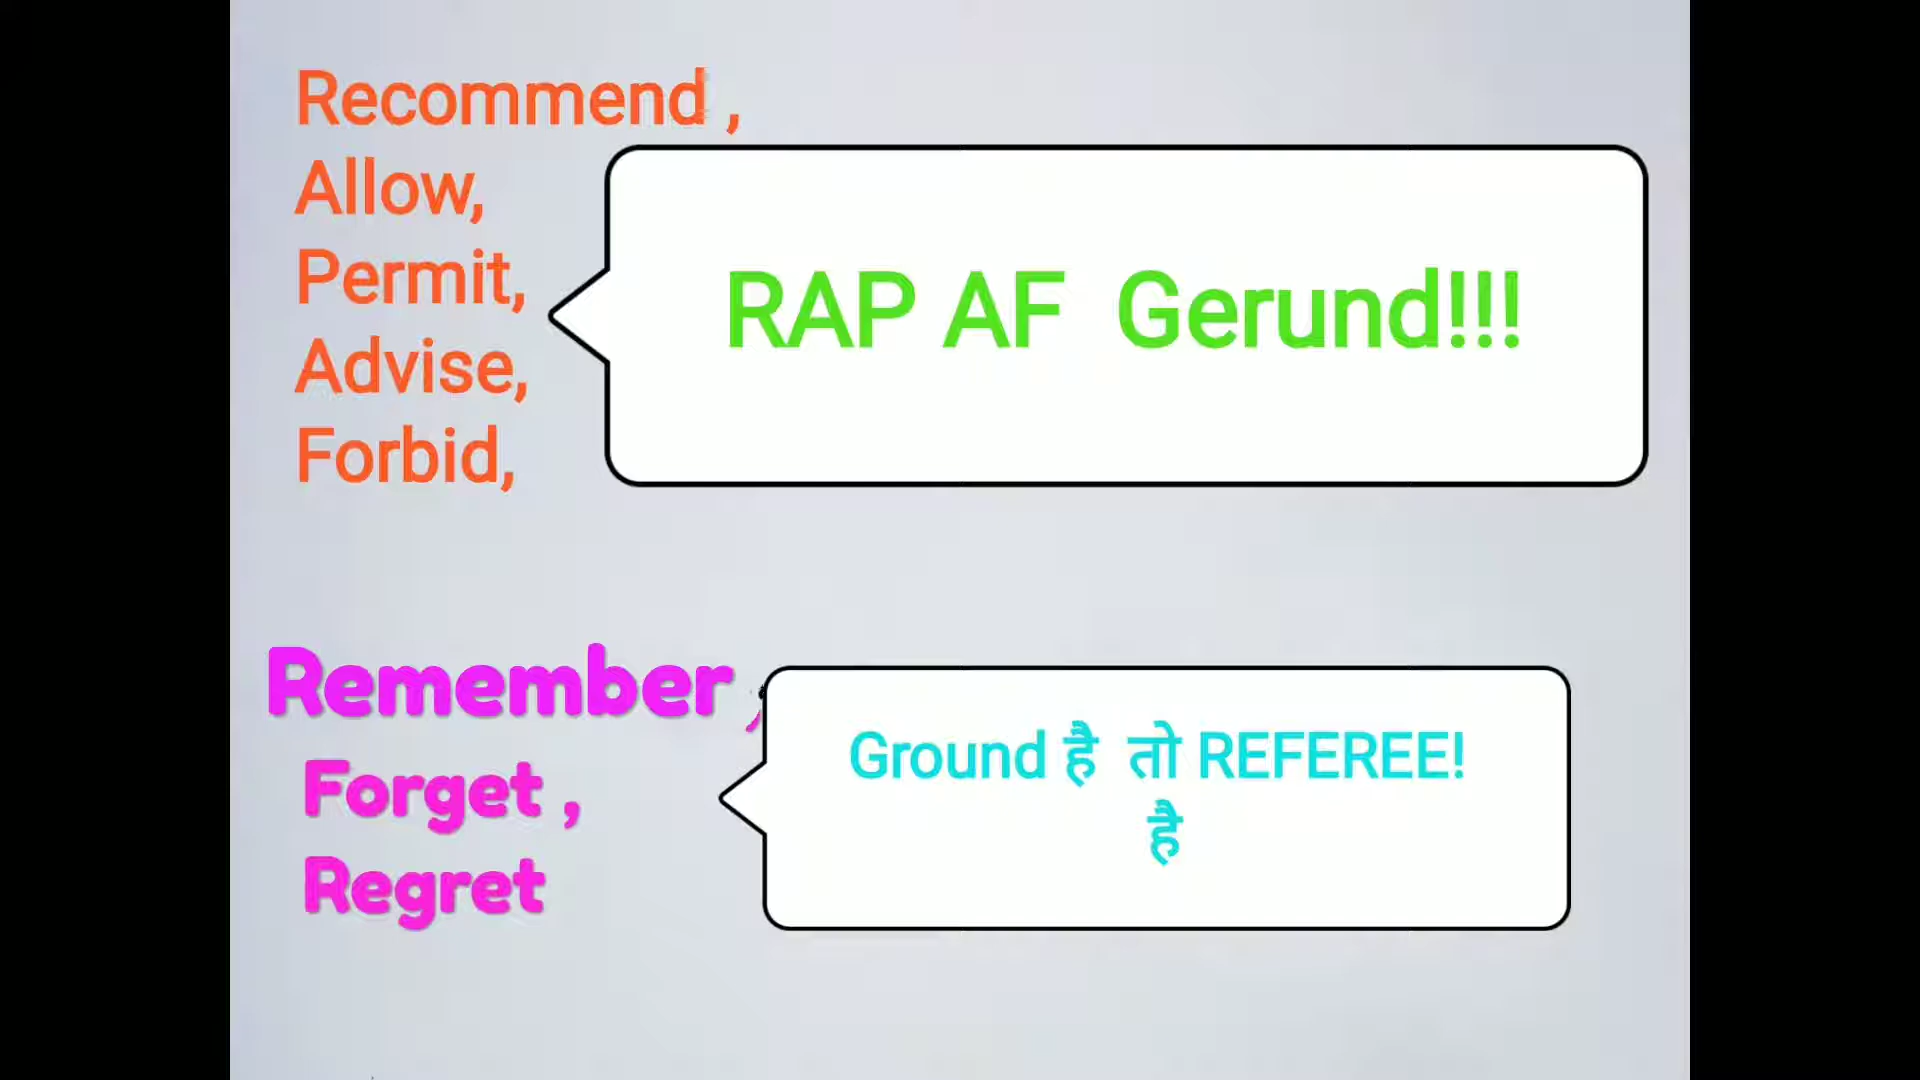 Recommend ,
Allow,
Permit,
Advise,
Forbid,
RAP AF Gerund!!!
Remember ,
Forget ,
Regret
Ground है तो REFEREE!
है